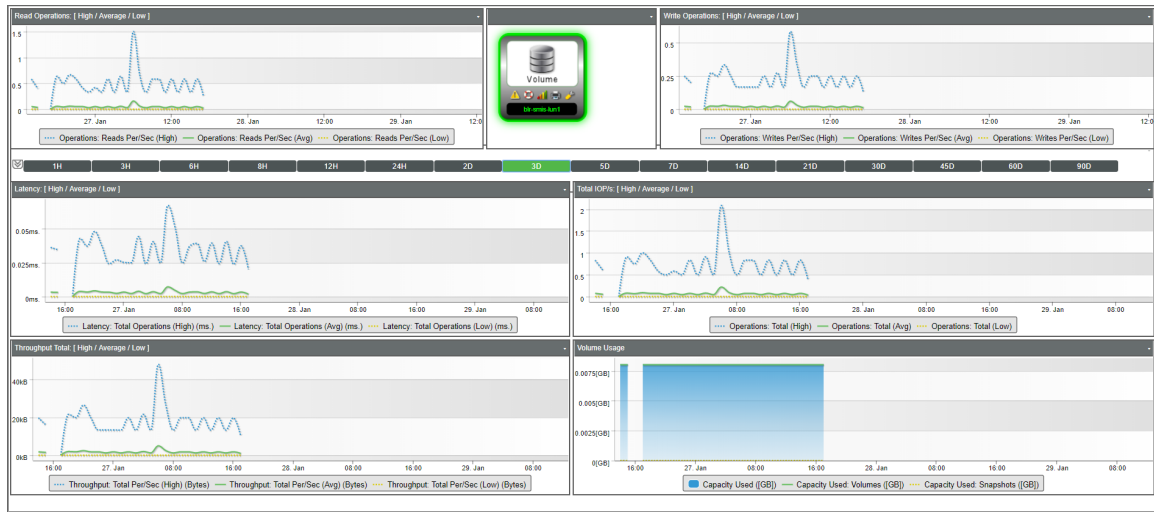 Read Operations: [ High / Average / Low ]
1.5
1
0.5
0
27. Jan 12:00 28. Jan 12:00 29. Jan 12:0
Operations: Reads Per/Sec (High) Operations: Reads Per/Sec (Avg) Operations: Reads Per/Sec (Low)
Volume
Write Operations: [ High / Average / Low ]
0.5
0.25
0
27. Jan 12:00 28. Jan 12:00 29. Jan 12:0
Operations: Writes Per/Sec (High) Operations: Writes Per/Sec (Avg) Operations: Writes Per/Sec (Low)
1H 3H 6H 8H 12H 24H 2D 3D 5D 7D 14D 21D 30D 45D 60D 90D
Latency: [ High / Average / Low ]
0.05ms.
0.025ms.
0ms.
16:00 27. Jan 08:00 16:00 28. Jan 08:00 16:00 29. Jan 08:00
Latency: Total Operations (High) (ms.) Latency: Total Operations (Avg) (ms.) Latency: Total Operations (Low) (ms.)
Total IOP/s: [ High / Average / Low ]
2
1.5
1
0.5
0
16:00 27. Jan 08:00 16:00 28. Jan 08:00 16:00 29. Jan 08:00
Operations: Total (High) Operations: Total (Avg) Operations: Total (Low)
Throughput Total: [ High / Average / Low ]
40kB
20kB
0kB
16:00 27. Jan 08:00 16:00 28. Jan 08:00 16:00 29. Jan 08:00
Throughput: Total Per/Sec (High) (Bytes) Throughput: Total Per/Sec (Avg) (Bytes) Throughput: Total Per/Sec (Low) (Bytes)
Volume Usage
0.0075[GB]
0.005[GB]
0.0025[GB]
0[GB]
16:00 27. Jan 08:00 16:00 28. Jan 08:00 16:00 29. Jan 08:00
Capacity Used ([GB]) Capacity Used: Volumes ([GB]) Capacity Used: Snapshots ([GB])